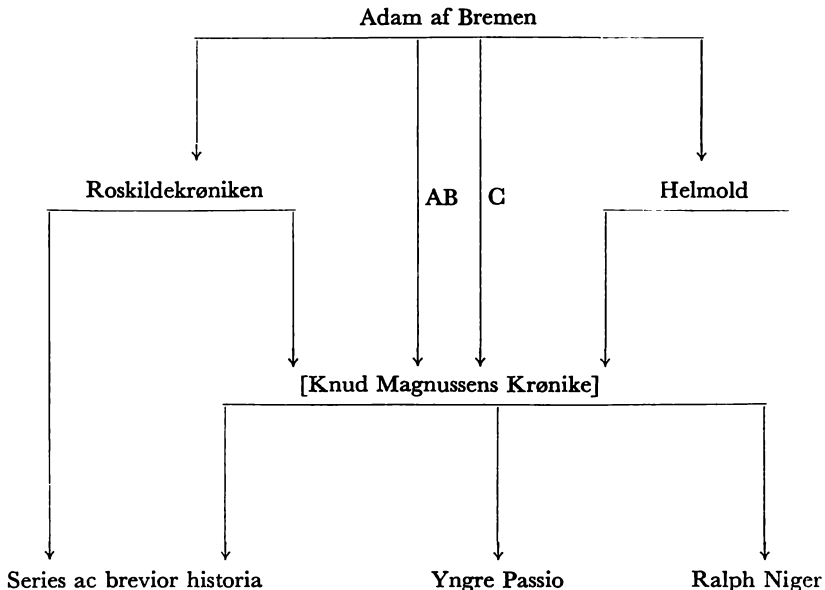 Adam af Bremen
Roskildekrøniken
AB
C
Helmold
[Knud Magnussens Krønike]
Series ac brevior historia
Yngre Passio
Ralph Niger